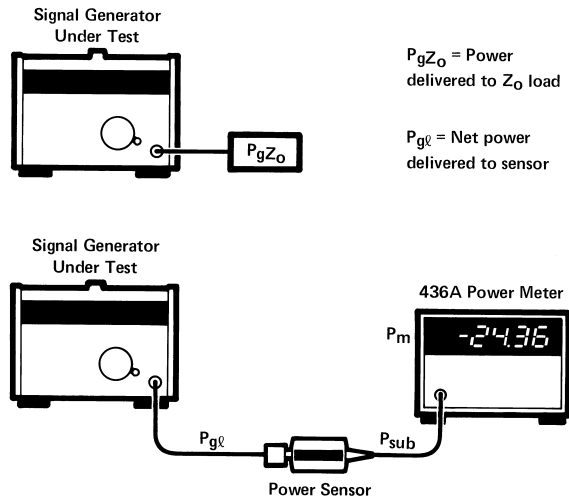 Signal Generator
Under Test
PgZo
PgZo = Power
delivered to Zo load
Pgℓ = Net power
delivered to sensor
Signal Generator
Under Test
436A Power Meter
Pm
-24.36
Pgℓ
Psub
Power Sensor